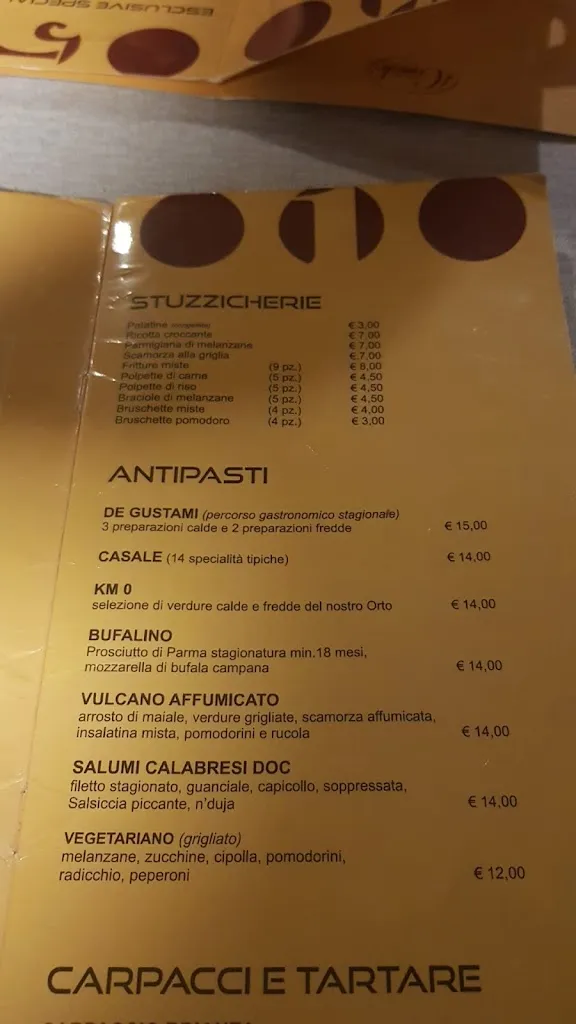 ESCLUSIVE SPECIAL
5
STUZZICHERIE
Patatine € 3,00
Ricotta croccante € 7,00
Parmigiana di melanzane € 7,00
Scamorza alla griglia € 7,00
Fritture miste (9 pz.) € 8,00
Polpette di carne (5 pz.) € 4,50
Polpette di riso (5 pz.) € 4,50
Braciole di melanzane (5 pz.) € 4,50
Bruschette miste (4 pz.) € 4,00
Bruschette pomodoro (4 pz.) € 3,00
ANTIPASTI
DE GUSTAMI (percorso gastronomico stagionale)
3 preparazioni calde e 2 preparazioni fredde € 15,00
CASALE (14 specialità tipiche) € 14,00
KM 0
selezione di verdure calde e fredde del nostro Orto € 14,00
BUFALINO
Prosciutto di Parma stagionatura min.18 mesi,
mozzarella di bufala campana € 14,00
VULCANO AFFUMICATO
arrosto di maiale, verdure grigliate, scamorza affumicata,
insalatina mista, pomodorini e rucola € 14,00
SALUMI CALABRESI DOC
filetto stagionato, guanciale, capicollo, soppressata,
Salsiccia piccante, n'duja € 14,00
VEGETARIANO (grigliato)
melanzane, zucchine, cipolla, pomodorini,
radicchio, peperoni € 12,00
CARPACCI E TARTARE